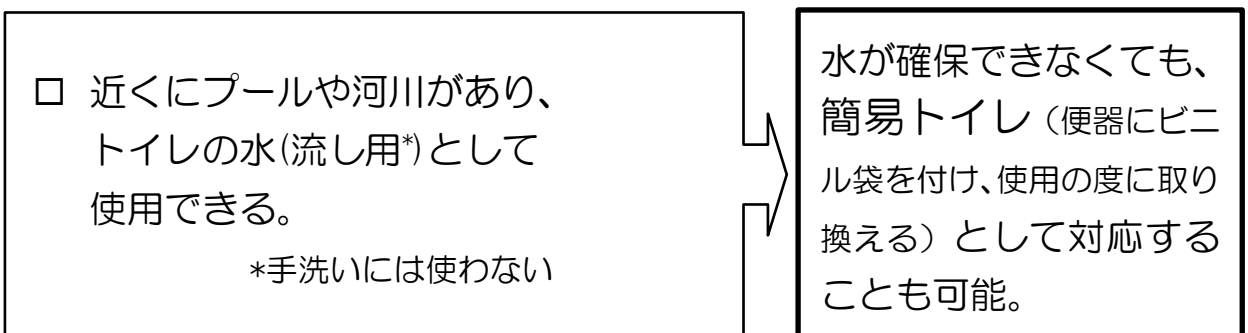 □ 近くにプールや河川があり、
トイレの水(流し用*)として
使用できる。
*手洗いには使わない
水が確保できなくても、
簡易トイレ（便器にビニ
ル袋を付け、使用の度に取り
換える）として対応する
ことも可能。